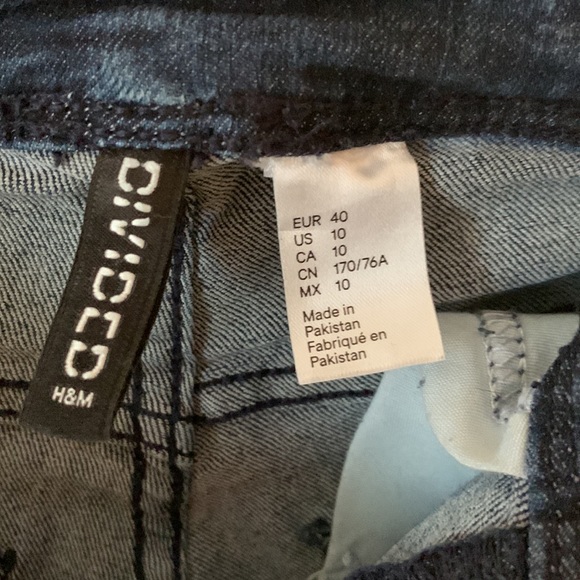 DIVIDED
H&M
EUR 40
US 10
CA 10
CN 170/76A
MX 10
Made in
Pakistan
Fabriqué en
Pakistan